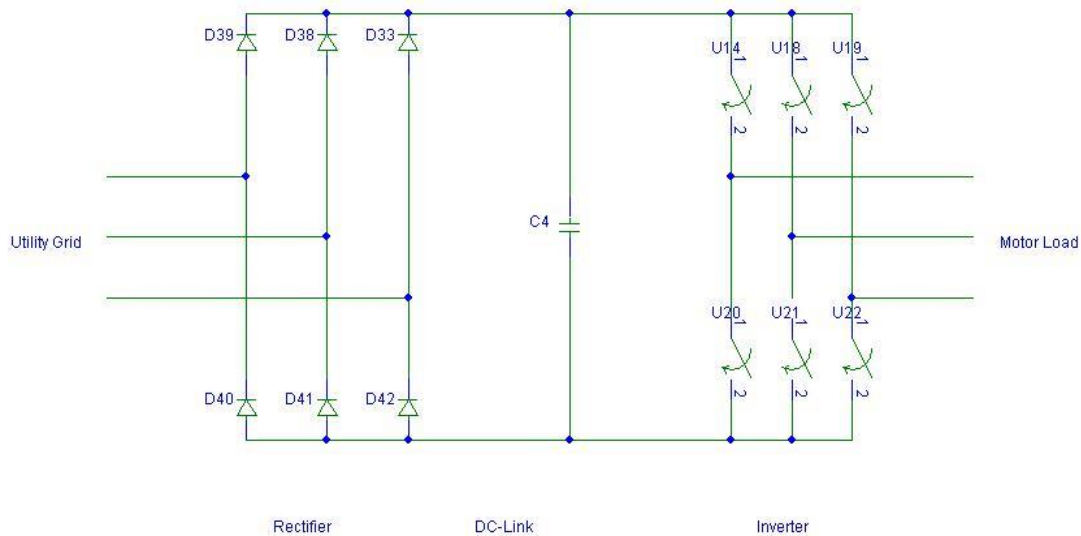 D39 D38 D33
U14 1 U18 1 U19 1
2 2 2
C4
Utility Grid
Motor Load
U20 1 U21 1 U22 1
D40 D41 D42
2 2 2
Rectifier DC-Link Inverter